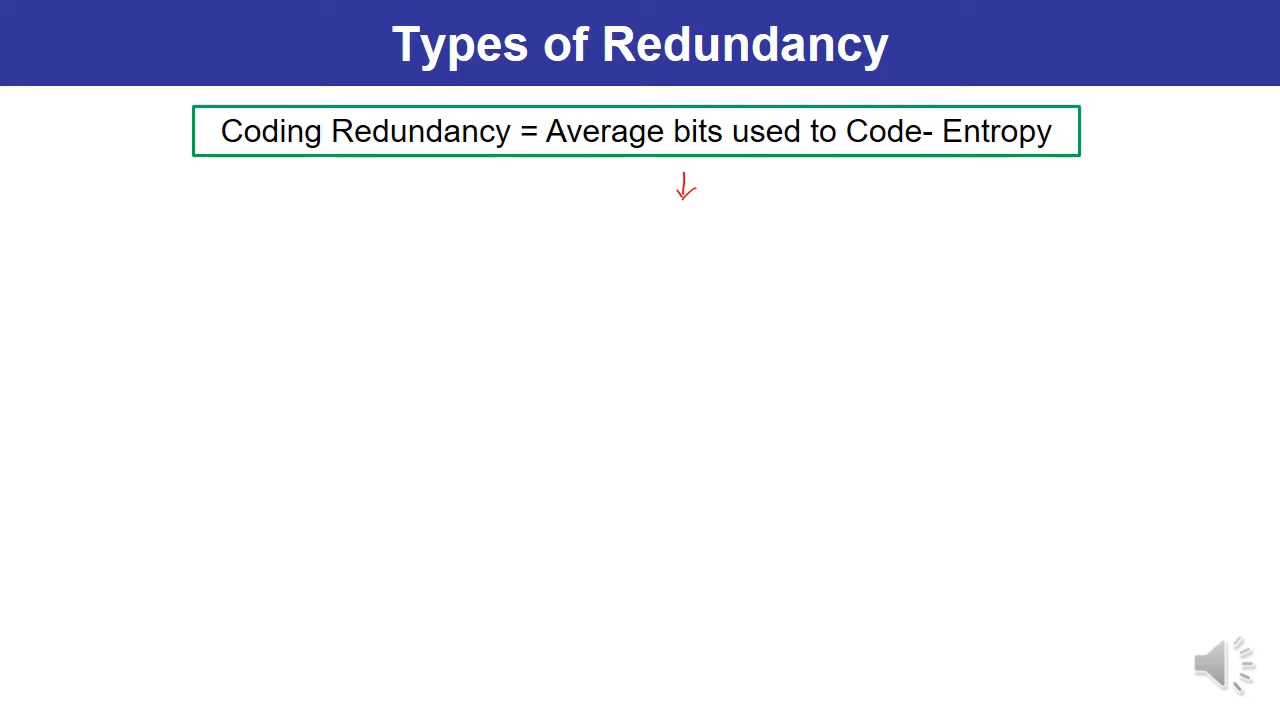 Types of Redundancy
Coding Redundancy = Average bits used to Code- Entropy